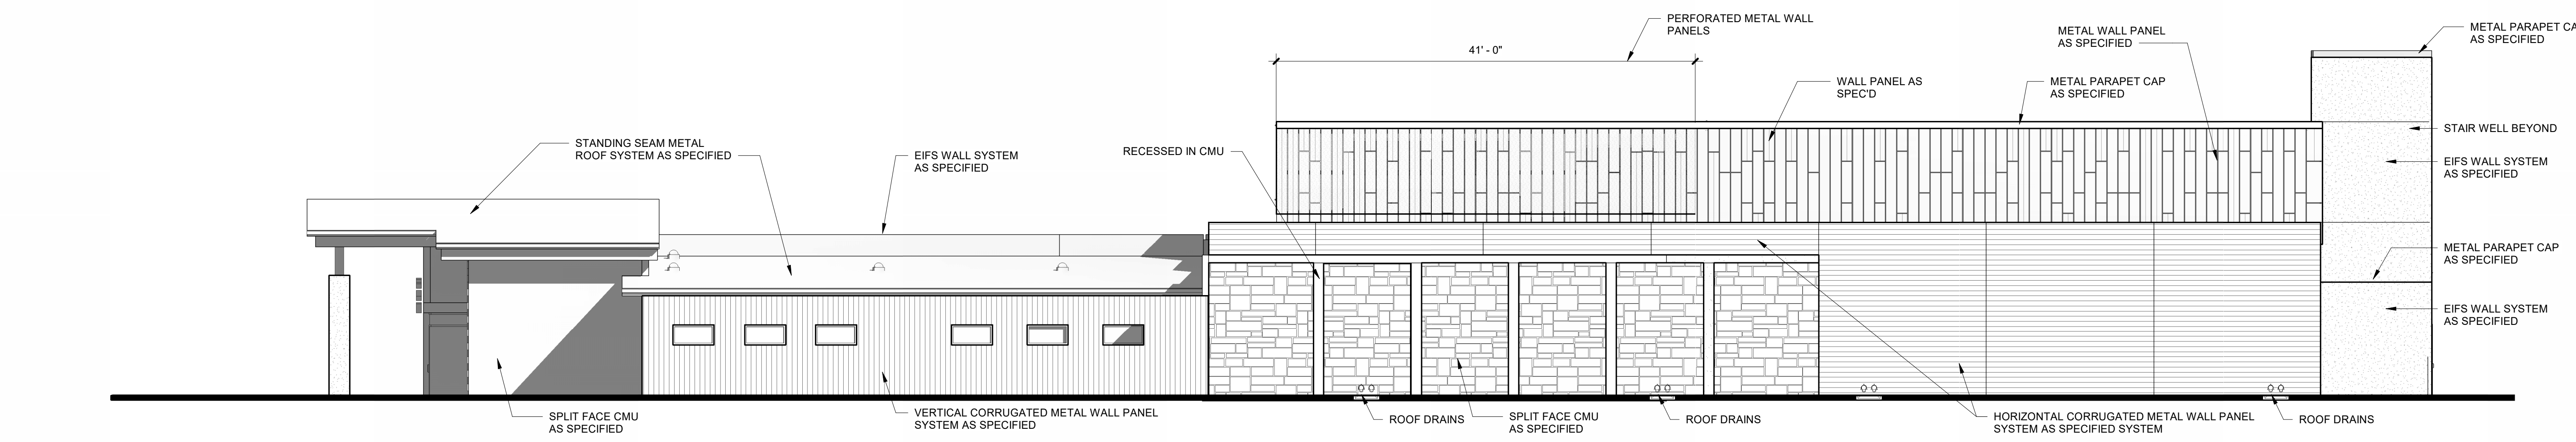 PERFORATED METAL WALL
PANELS
41' - 0"
METAL WALL PANEL
AS SPECIFIED
METAL PARAPET CA
AS SPECIFIED
WALL PANEL AS
SPEC'D
METAL PARAPET CAP
AS SPECIFIED
STAIR WELL BEYOND
STANDING SEAM METAL
ROOF SYSTEM AS SPECIFIED
EIFS WALL SYSTEM
AS SPECIFIED
RECESSED IN CMU
EIFS WALL SYSTEM
AS SPECIFIED
METAL PARAPET CAP
AS SPECIFIED
EIFS WALL SYSTEM
AS SPECIFIED
SPLIT FACE CMU
AS SPECIFIED
VERTICAL CORRUGATED METAL WALL PANEL
SYSTEM AS SPECIFIED
ROOF DRAINS
SPLIT FACE CMU
AS SPECIFIED
ROOF DRAINS
HORIZONTAL CORRUGATED METAL WALL PANEL
SYSTEM AS SPECIFIED SYSTEM
ROOF DRAINS